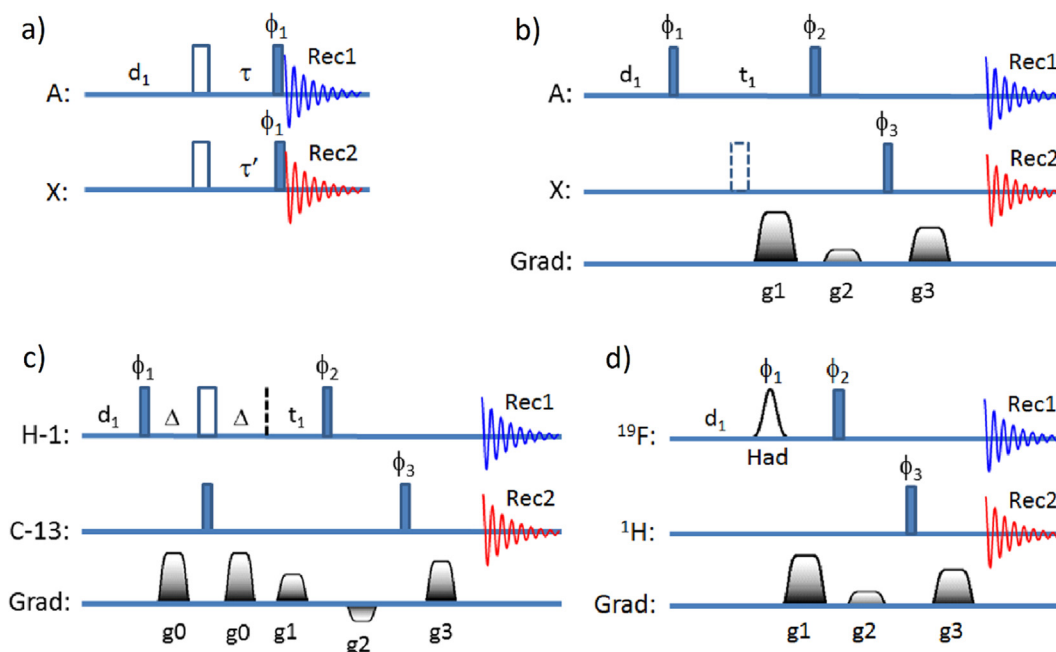 a)
ϕ₁
d₁ τ Rec1
A:
ϕ₁
τ′ Rec2
X:
b)
ϕ₁ ϕ₂
d₁ t₁ Rec1
A:
ϕ₃
Rec2
X:
Grad:
g1 g2 g3
c)
ϕ₁ ϕ₂
d₁ Δ Δ t₁ Rec1
H-1:
ϕ₃
Rec2
C-13:
Grad:
g0 g0 g1 g2 g3
d)
ϕ₁ ϕ₂
d₁ Rec1
¹⁹F:
Had
ϕ₃
Rec2
¹H:
Grad:
g1 g2 g3